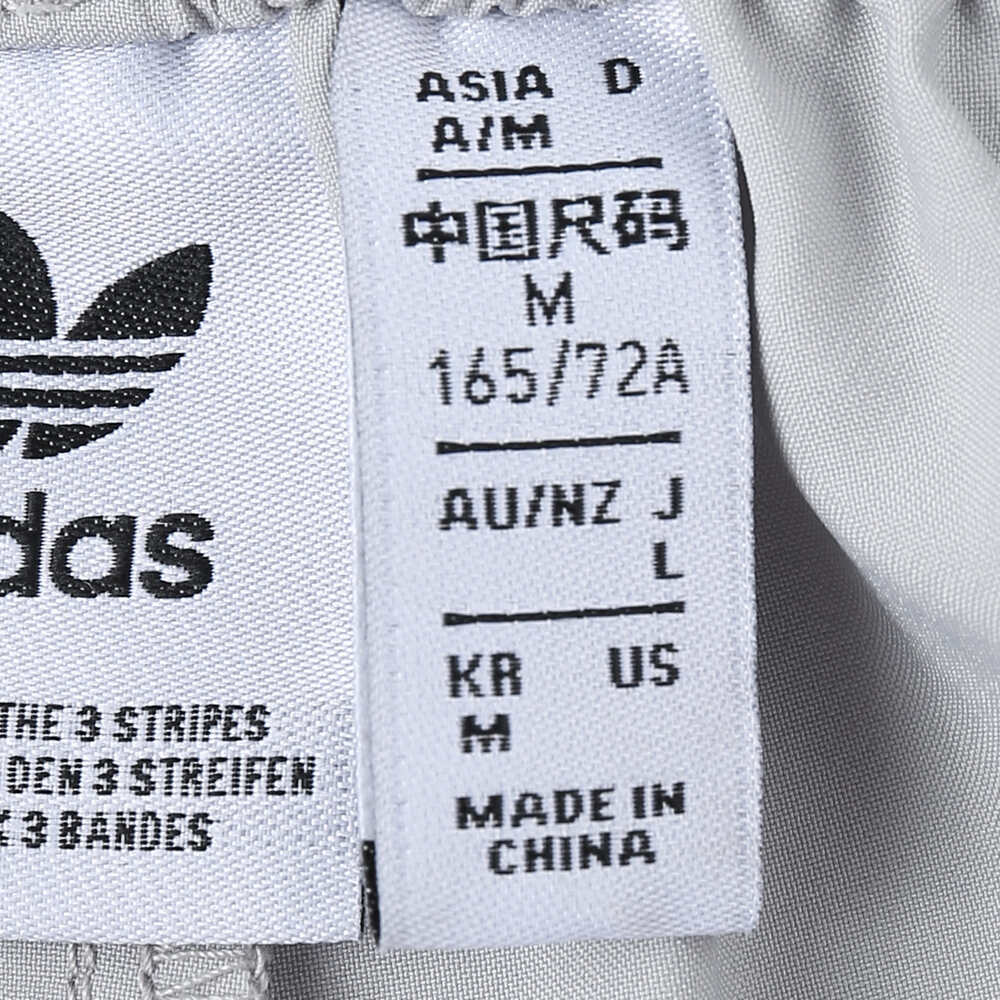 das
THE 3 STRIPES
DEN 3 STREIFEN
3 BANDES
ASIA D
A/M
中国尺码
M
165/72A
AU/NZ J
L
KR US
M
MADE IN
CHINA